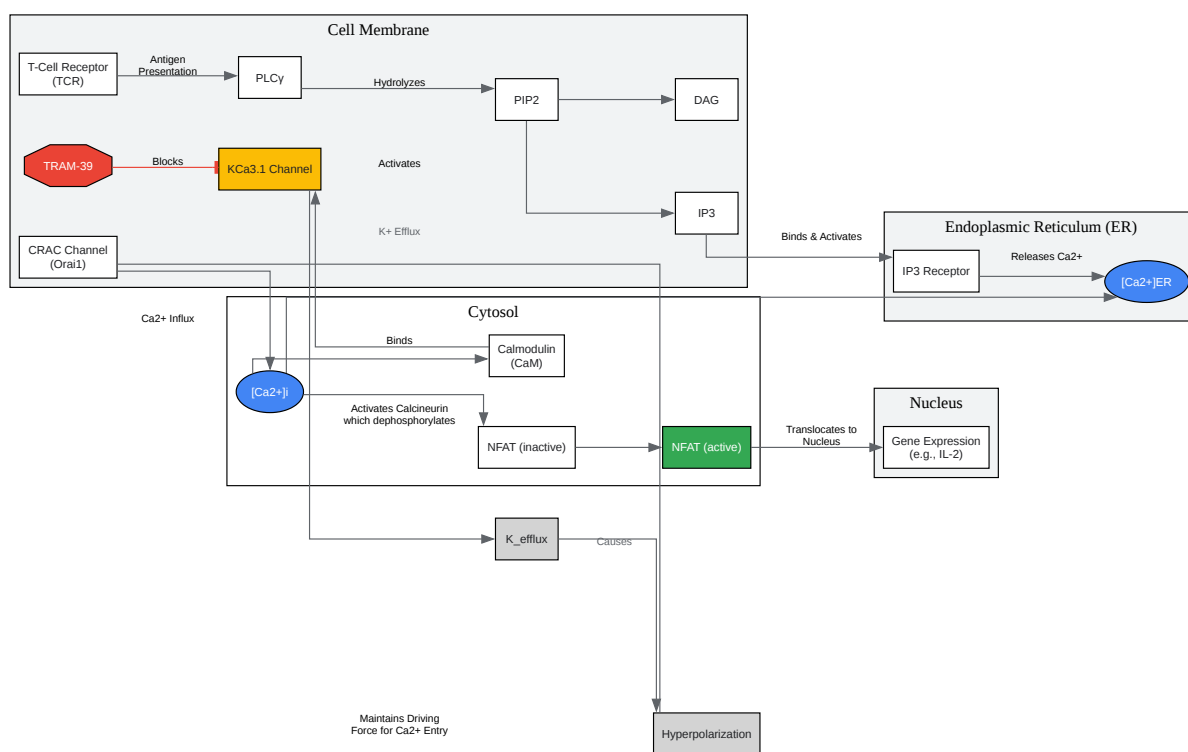 Cell Membrane
T-Cell Receptor
(TCR)
Antigen
Presentation
PLCγ
Hydrolyzes
PIP2
DAG
TRAM-39
Blocks
KCa3.1 Channel
Activates
IP3
K+ Efflux
CRAC Channel
(Orai1)
Binds & Activates
Endoplasmic Reticulum (ER)
IP3 Receptor
Releases Ca2+
[Ca2+]ER
Ca2+ Influx
Cytosol
Binds
Calmodulin
(CaM)
[Ca2+]i
Activates Calcineurin
which dephosphorylates
NFAT (inactive)
NFAT (active)
Translocates to
Nucleus
Nucleus
Gene Expression
(e.g., IL-2)
K_efflux
Causes
Maintains Driving
Force for Ca2+ Entry
Hyperpolarization